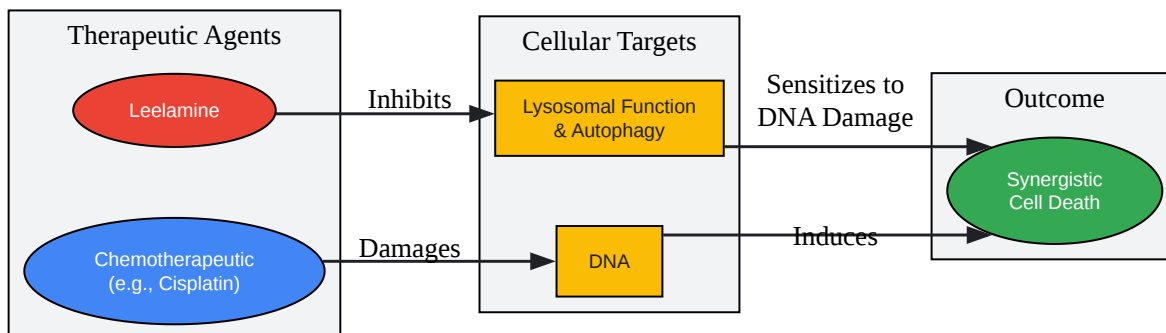 Therapeutic Agents
Leelamine
Chemotherapeutic
(e.g., Cisplatin)
Inhibits
Damages
Cellular Targets
Lysosomal Function
& Autophagy
DNA
Sensitizes to
DNA Damage
Induces
Outcome
Synergistic
Cell Death